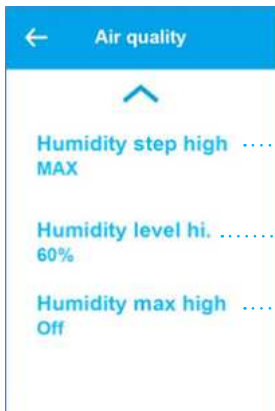 Air quality
Humidity step high ....
MAX
Humidity level hi. .......
60%
Humidity max high ....
Off